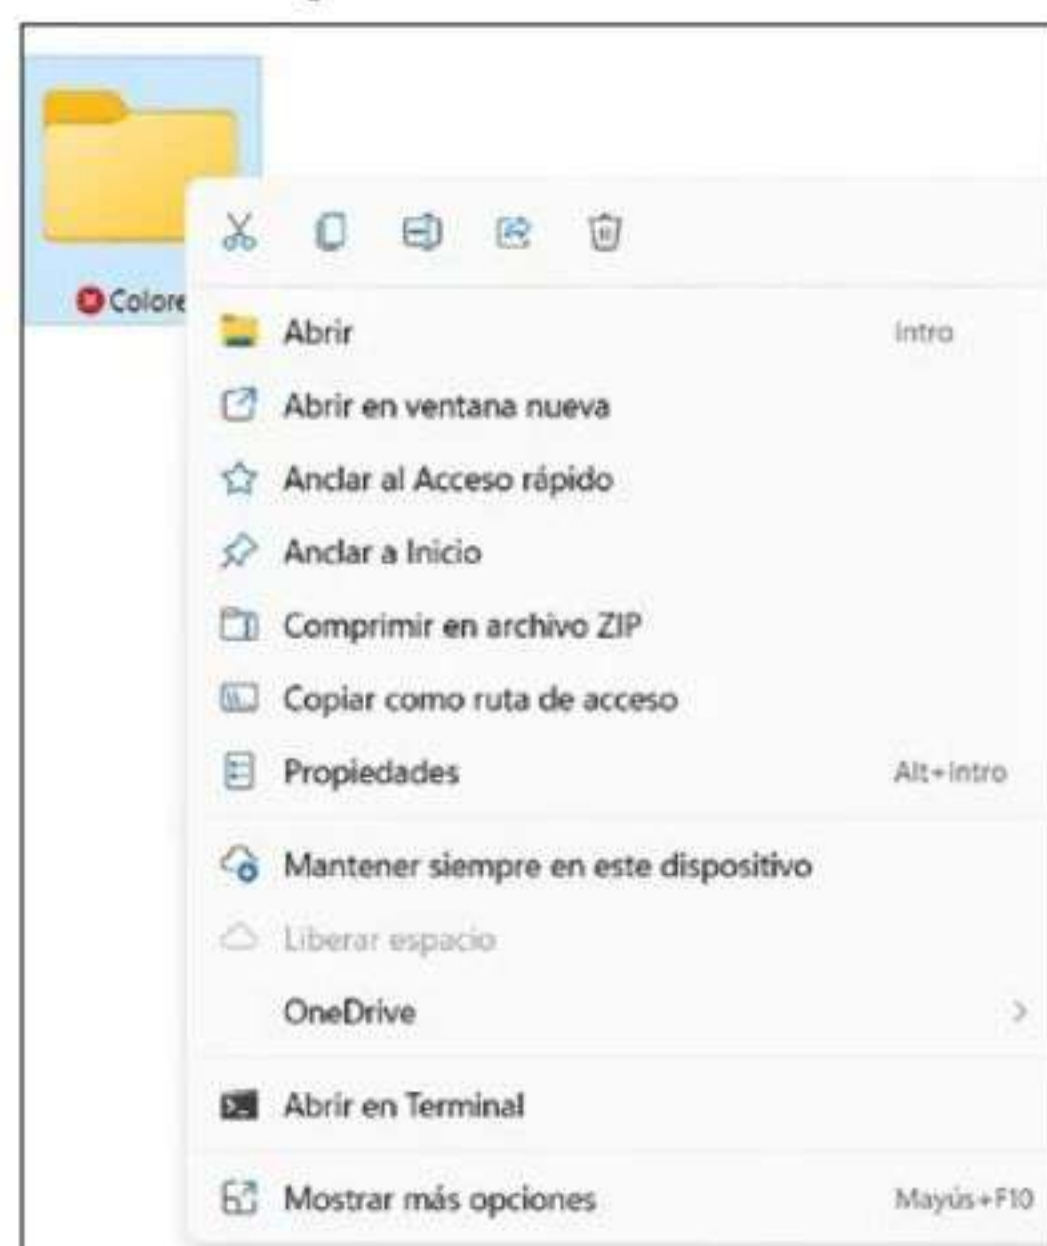 Colore
Abrir Intro
Abrir en ventana nueva
Anclar al Acceso rápido
Anclar a Inicio
Comprimir en archivo ZIP
Copiar como ruta de acceso
Propiedades Alt+Intro
Mantener siempre en este dispositivo
Liberar espacio
OneDrive
Abrir en Terminal
Mostrar más opciones Mayús+F10